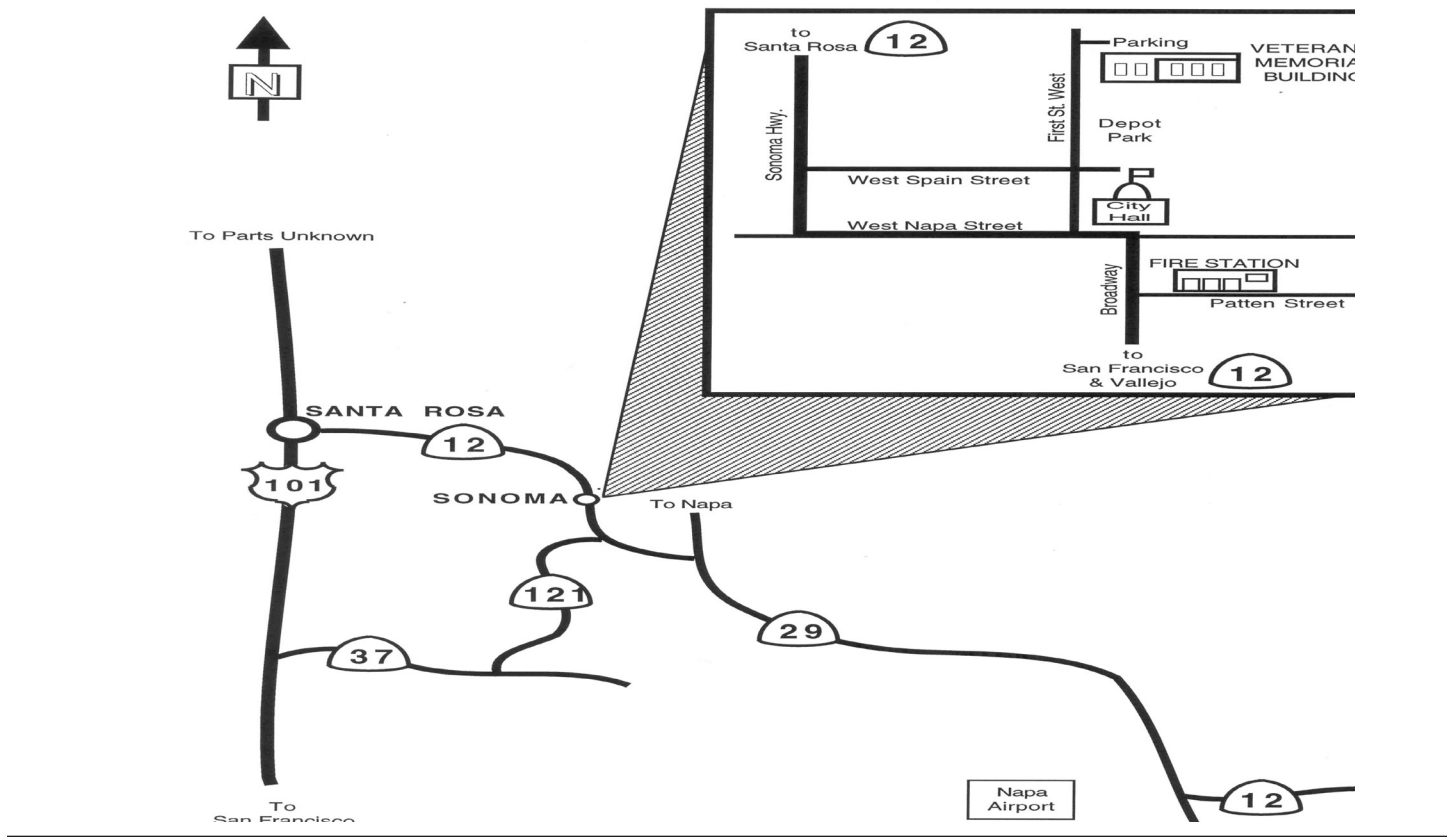 N
to
Santa Rosa
12
Sonoma Hwy.
First St. West
Parking
VETERAN
MEMORIA
BUILDING
Depot
Park
West Spain Street
City
Hall
West Napa Street
Broadway
FIRE STATION
Patten Street
to
San Francisco
& Vallejo
12
To Parts Unknown
SANTA ROSA
12
101
SONOMA
To Napa
121
29
37
12
Napa
Airport
To
San Francisco